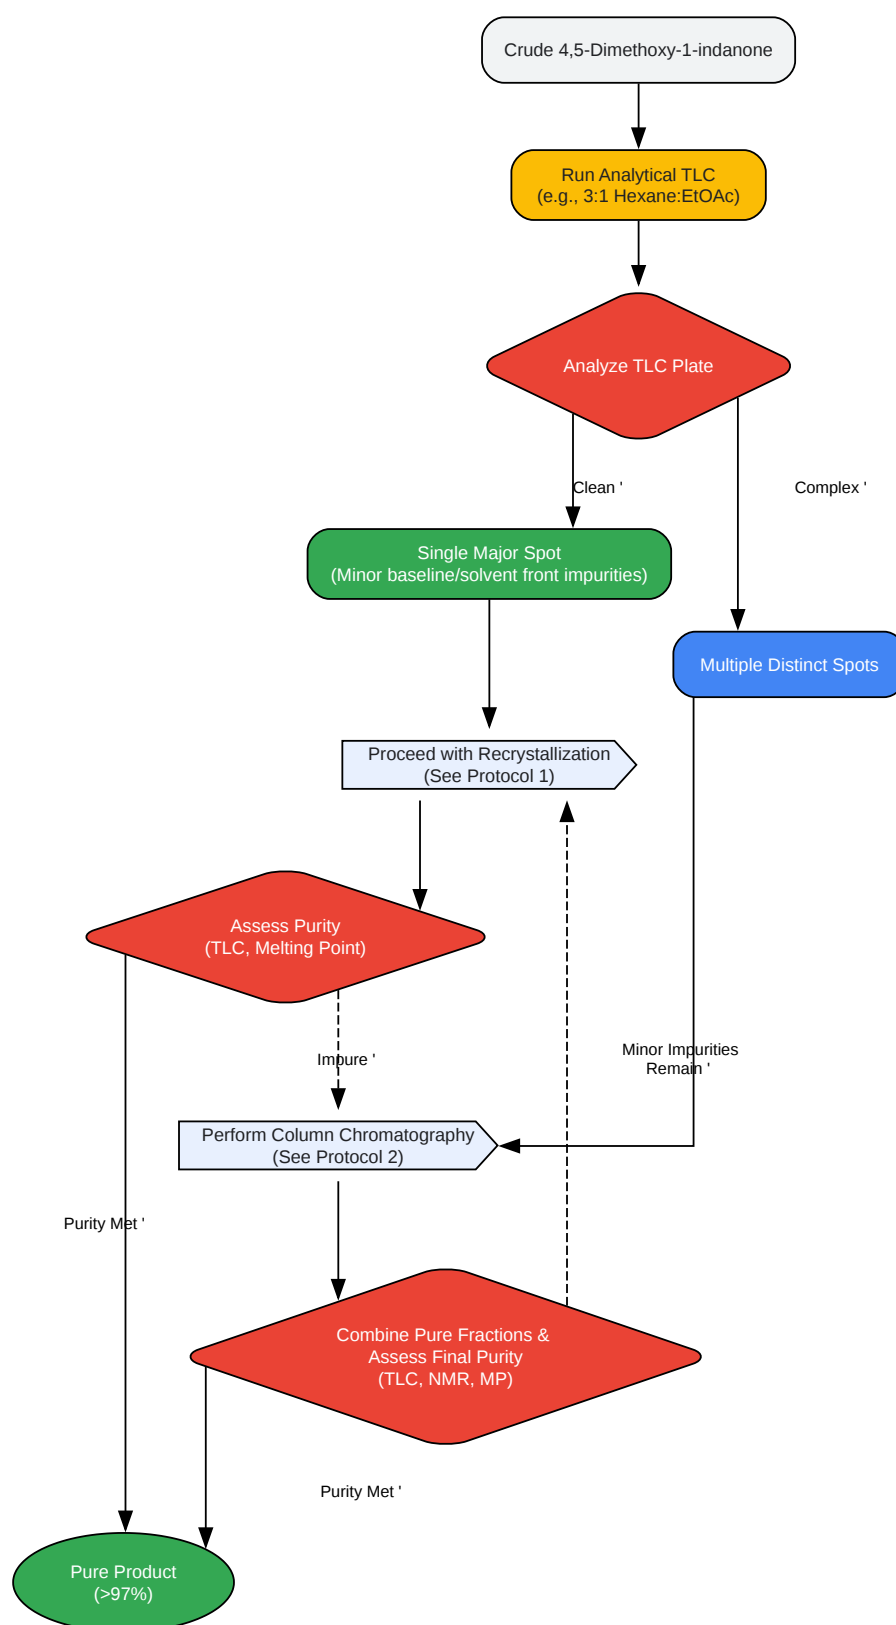 Crude 4,5-Dimethoxy-1-indanone
Run Analytical TLC
(e.g., 3:1 Hexane:EtOAc)
Analyze TLC Plate
Clean '
Complex '
Single Major Spot
(Minor baseline/solvent front impurities)
Multiple Distinct Spots
Proceed with Recrystallization
(See Protocol 1)
Assess Purity
(TLC, Melting Point)
Impure '
Minor Impurities
Remain '
Perform Column Chromatography
(See Protocol 2)
Purity Met '
Combine Pure Fractions &
Assess Final Purity
(TLC, NMR, MP)
Purity Met '
Pure Product
(>97%)